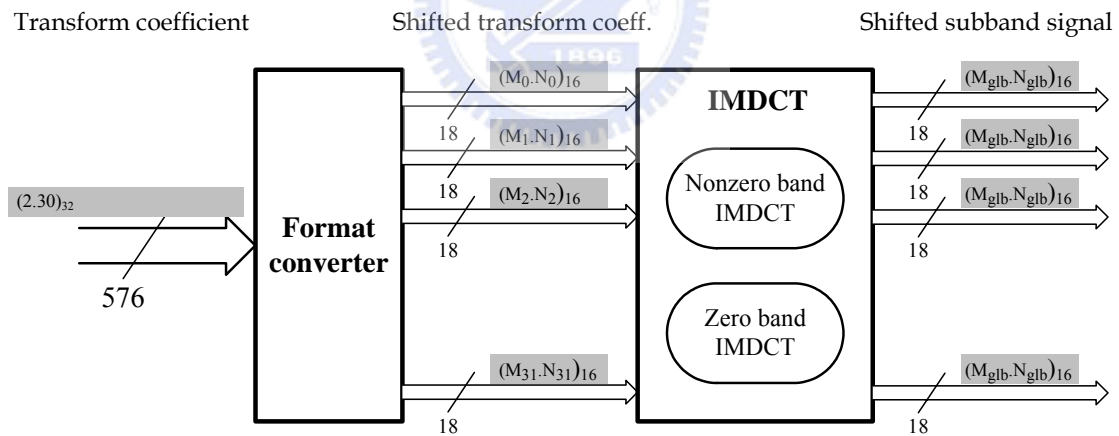 Transform coefficient
Shifted transform coeff.
Shifted subband signal
1896
(M0.N0)16
18
(M1.N1)16
18
(M2.N2)16
18
(M31.N31)16
18
(2.30)32
576
Format
converter
IMDCT
Nonzero band
IMDCT
Zero band
IMDCT
(Mglb.Nglb)16
18
(Mglb.Nglb)16
18
(Mglb.Nglb)16
18
(Mglb.Nglb)16
18